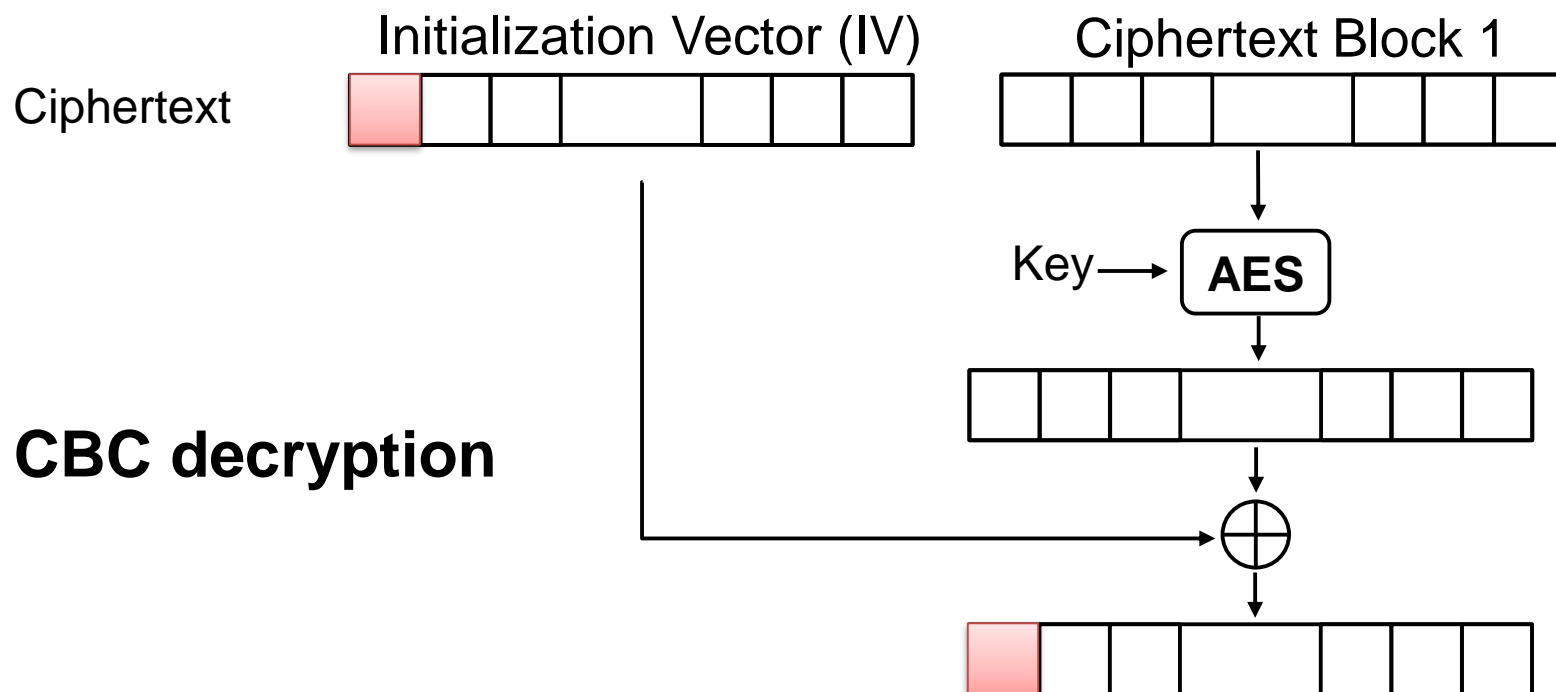 Initialization Vector (IV)
Ciphertext Block 1
Ciphertext
Key
AES
CBC decryption